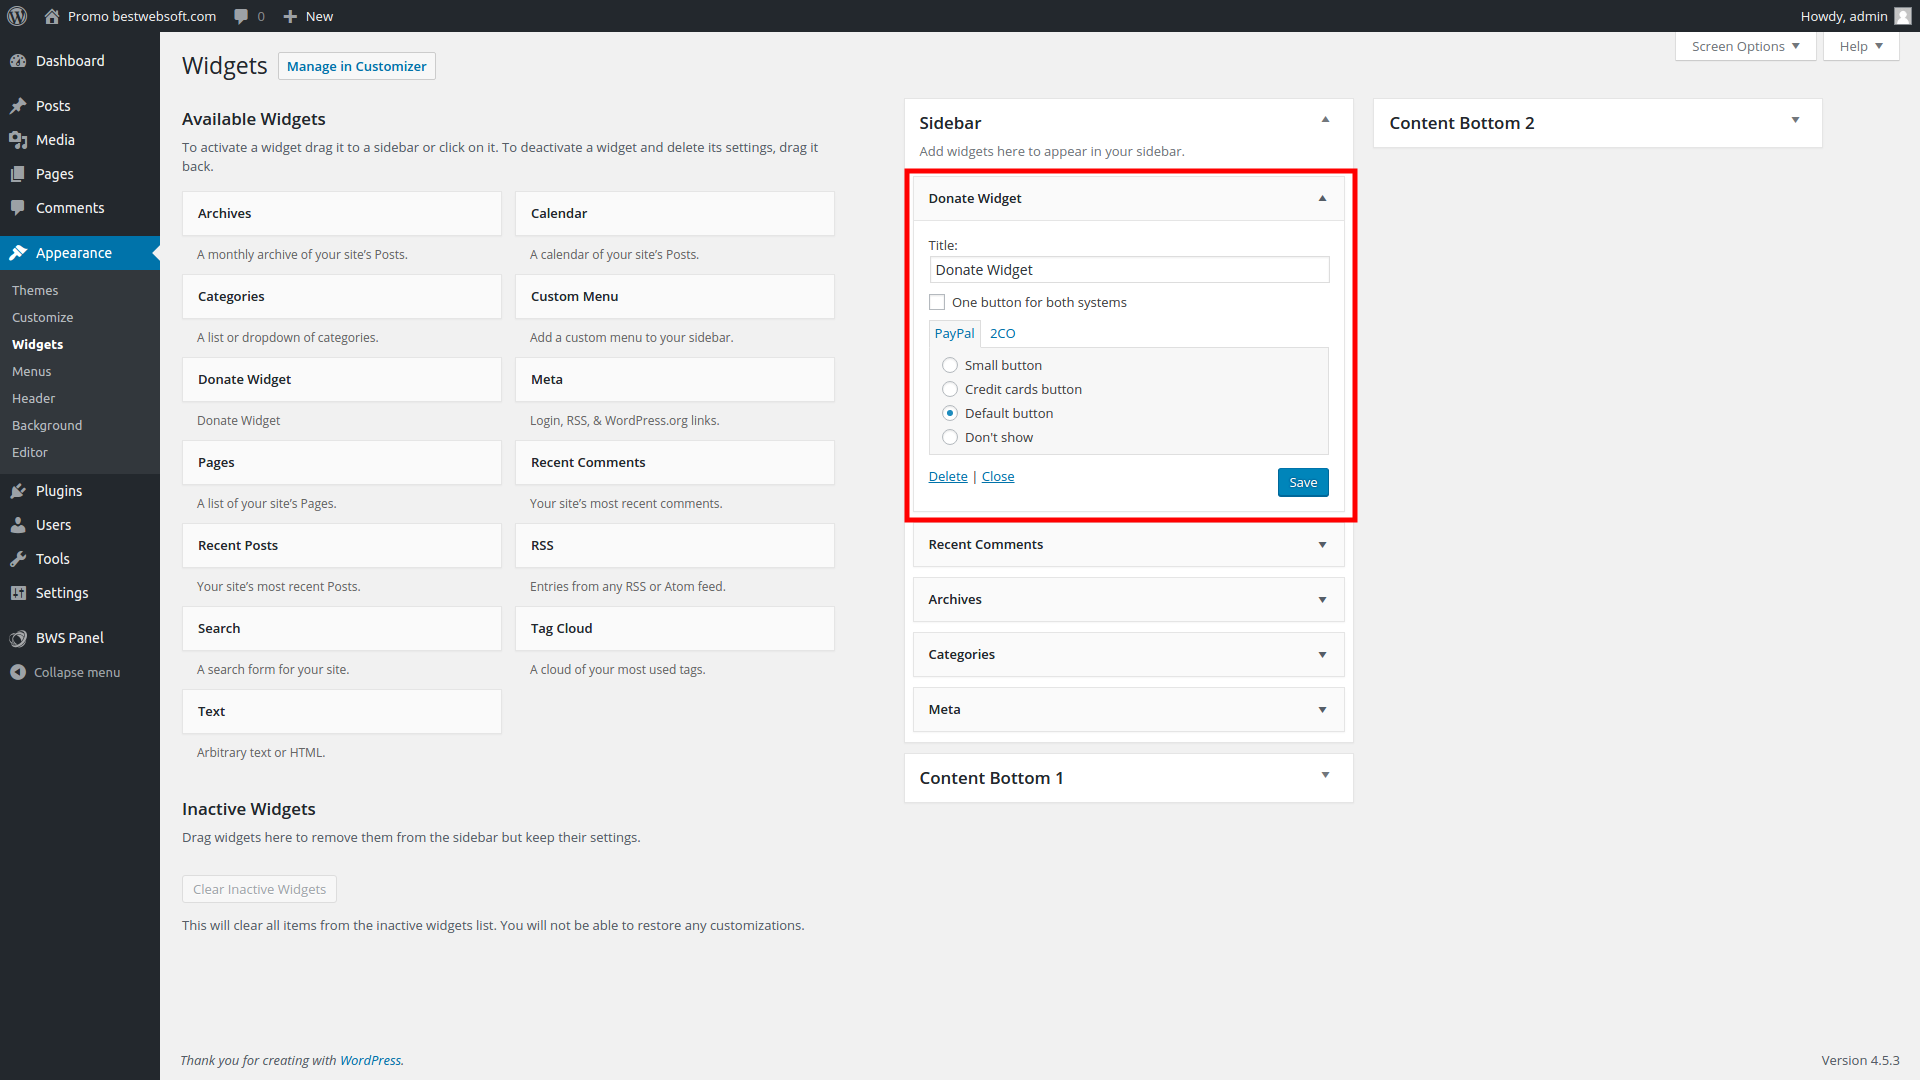 Promo bestwebsoft.com
0
New
Howdy, admin
Dashboard
Posts
Media
Pages
Comments
Appearance
Themes
Customize
Widgets
Menus
Header
Background
Editor
Plugins
Users
Tools
Settings
BWS Panel
Collapse menu
Screen Options
Help
Widgets
Manage in Customizer
Available Widgets
To activate a widget drag it to a sidebar or click on it. To deactivate a widget and delete its settings, drag it
back.
Archives
A monthly archive of your site's Posts.
Calendar
A calendar of your site's Posts.
Categories
A list or dropdown of categories.
Custom Menu
Add a custom menu to your sidebar.
Donate Widget
Donate Widget
Meta
Login, RSS, & WordPress.org links.
Pages
A list of your site's Pages.
Recent Comments
Your site's most recent comments.
Recent Posts
Your site's most recent Posts.
RSS
Entries from any RSS or Atom feed.
Search
A search form for your site.
Tag Cloud
A cloud of your most used tags.
Text
Arbitrary text or HTML.
Inactive Widgets
Drag widgets here to remove them from the sidebar but keep their settings.
Clear Inactive Widgets
This will clear all items from the inactive widgets list. You will not be able to restore any customizations.
Sidebar
Add widgets here to appear in your sidebar.
Donate Widget
Title:
Donate Widget
One button for both systems
PayPal 2CO
Small button
Credit cards button
Default button
Don't show
Delete | Close
Save
Recent Comments
Archives
Categories
Meta
Content Bottom 1
Content Bottom 2
Thank you for creating with WordPress.
Version 4.5.3